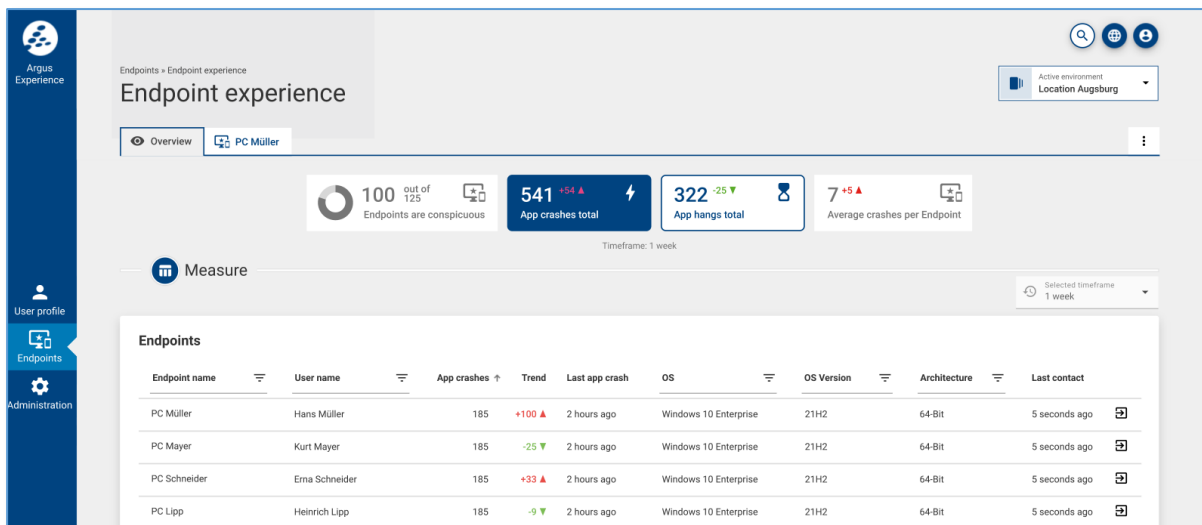 Argus
Experience
Endpoints » Endpoint experience
Endpoint experience
Active environment
Location Augsburg
Overview
PC Müller
100 out of 125
Endpoints are conspicuous
541 +54 ▲
App crashes total
322 -25 ▼
App hangs total
7 +5 ▲
Average crashes per Endpoint
Timeframe: 1 week
Measure
Selected timeframe
1 week
User profile
Endpoints
Administration
Endpoints
Endpoint name User name App crashes ↑ Trend Last app crash OS OS Version Architecture Last contact
PC Müller Hans Müller 185 +100 ▲ 2 hours ago Windows 10 Enterprise 21H2 64-Bit 5 seconds ago
PC Mayer Kurt Mayer 185 -25 ▼ 2 hours ago Windows 10 Enterprise 21H2 64-Bit 5 seconds ago
PC Schneider Erna Schneider 185 +33 ▲ 2 hours ago Windows 10 Enterprise 21H2 64-Bit 5 seconds ago
PC Lipp Heinrich Lipp 185 -9 ▼ 2 hours ago Windows 10 Enterprise 21H2 64-Bit 5 seconds ago